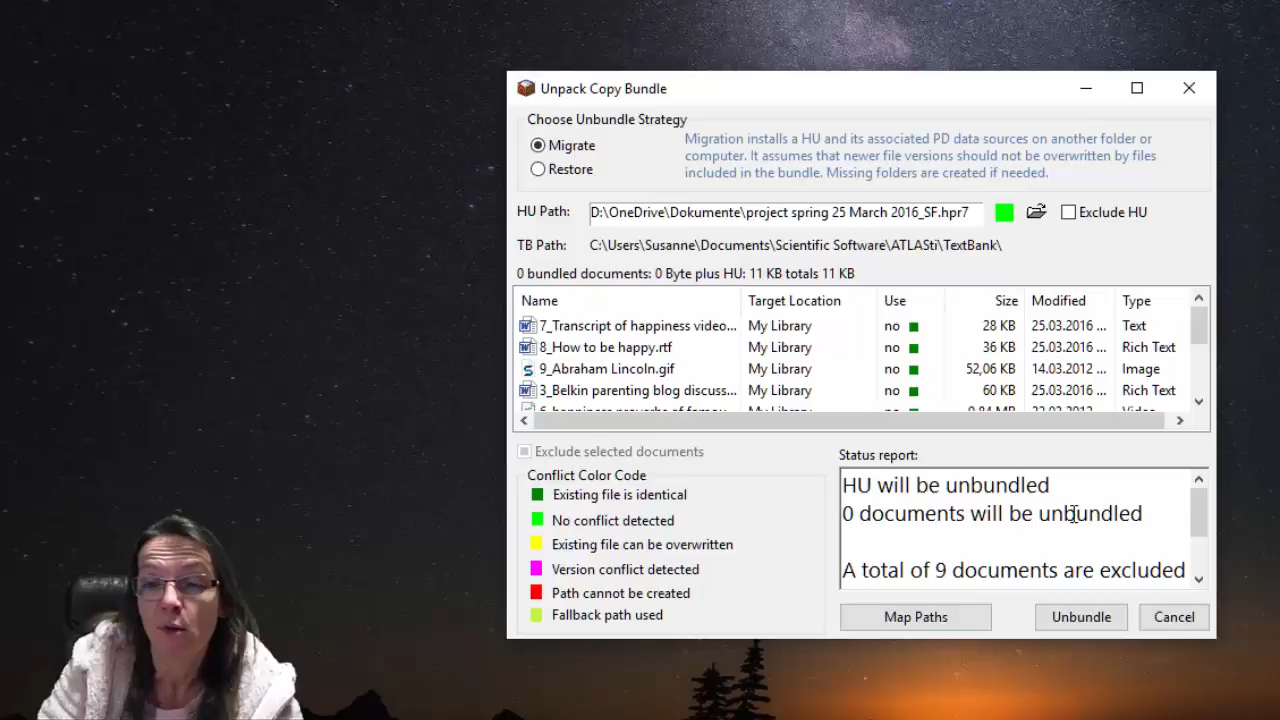 Unpack Copy Bundle
Choose Unbundle Strategy
Migrate
Restore
Migration installs a HU and its associated PD data sources on another folder or
computer. It assumes that newer file versions should not be overwritten by files
included in the bundle. Missing folders are created if needed.
HU Path: D:\OneDrive\Dokumente\project spring 25 March 2016_SF.hpr7 Exclude HU
TB Path: C:\Users\Susanne\Documents\Scientific Software\ATLASti\TextBank\
0 bundled documents: 0 Byte plus HU: 11 KB totals 11 KB
Name Target Location Use Size Modified Type
7_Transcript of happiness video... My Library no 28 KB 25.03.2016 ... Text
8_How to be happy.rtf My Library no 36 KB 25.03.2016 ... Rich Text
9_Abraham Lincoln.gif My Library no 52,06 KB 14.03.2012 ... Image
3_Belkin parenting blog discuss... My Library no 60 KB 25.03.2016 ... Rich Text
Exclude selected documents
Conflict Color Code
Existing file is identical
No conflict detected
Existing file can be overwritten
Version conflict detected
Path cannot be created
Fallback path used
Status report:
HU will be unbundled
0 documents will be unbundled
A total of 9 documents are excluded
Map Paths Unbundle Cancel